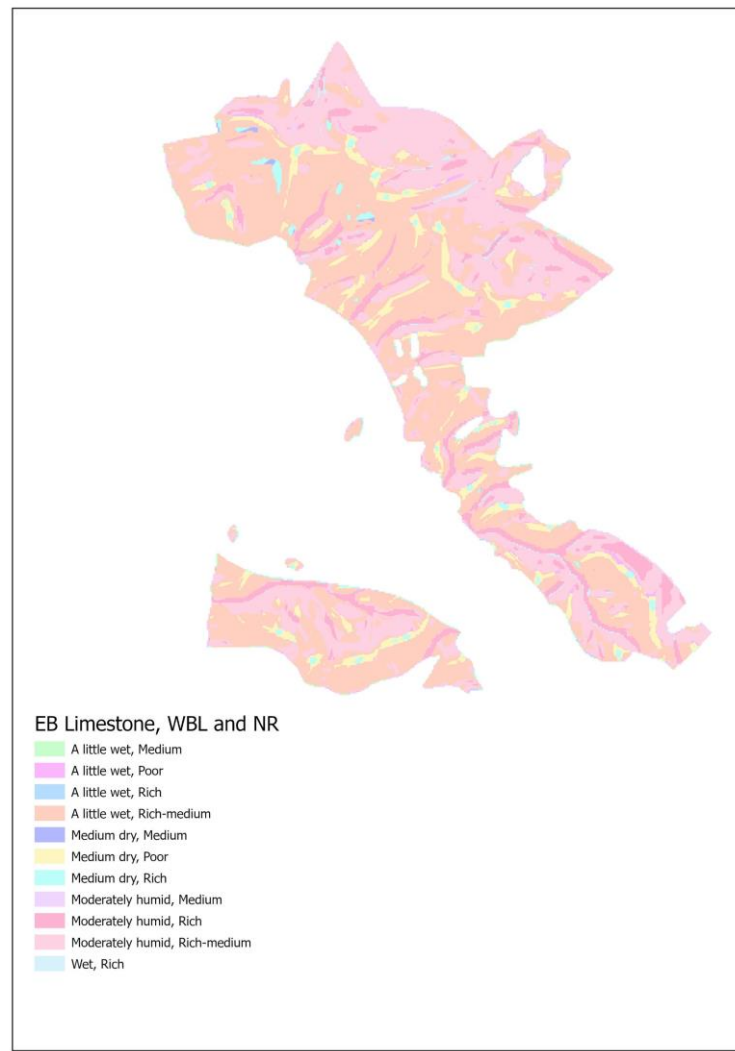 EB Limestone, WBL and NR
A little wet, Medium
A little wet, Poor
A little wet, Rich
A little wet, Rich-medium
Medium dry, Medium
Medium dry, Poor
Medium dry, Rich
Moderately humid, Medium
Moderately humid, Rich
Moderately humid, Rich-medium
Wet, Rich